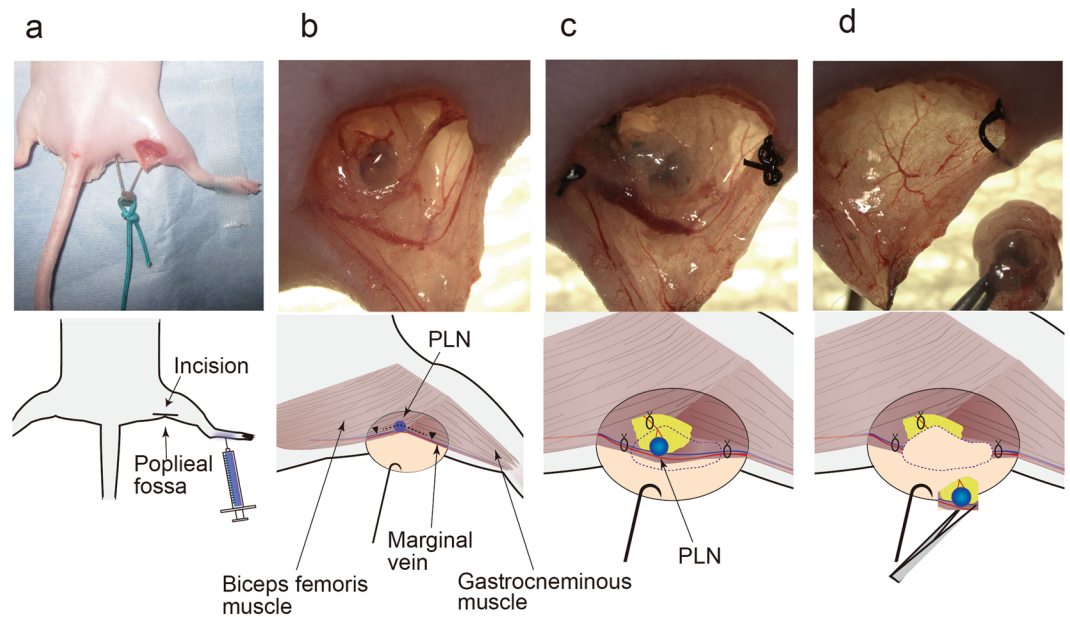 a
b
c
d
Incision
Poplieal
fossa
PLN
Marginal
vein
Biceps femoris
muscle
Gastrocneminous
muscle
PLN